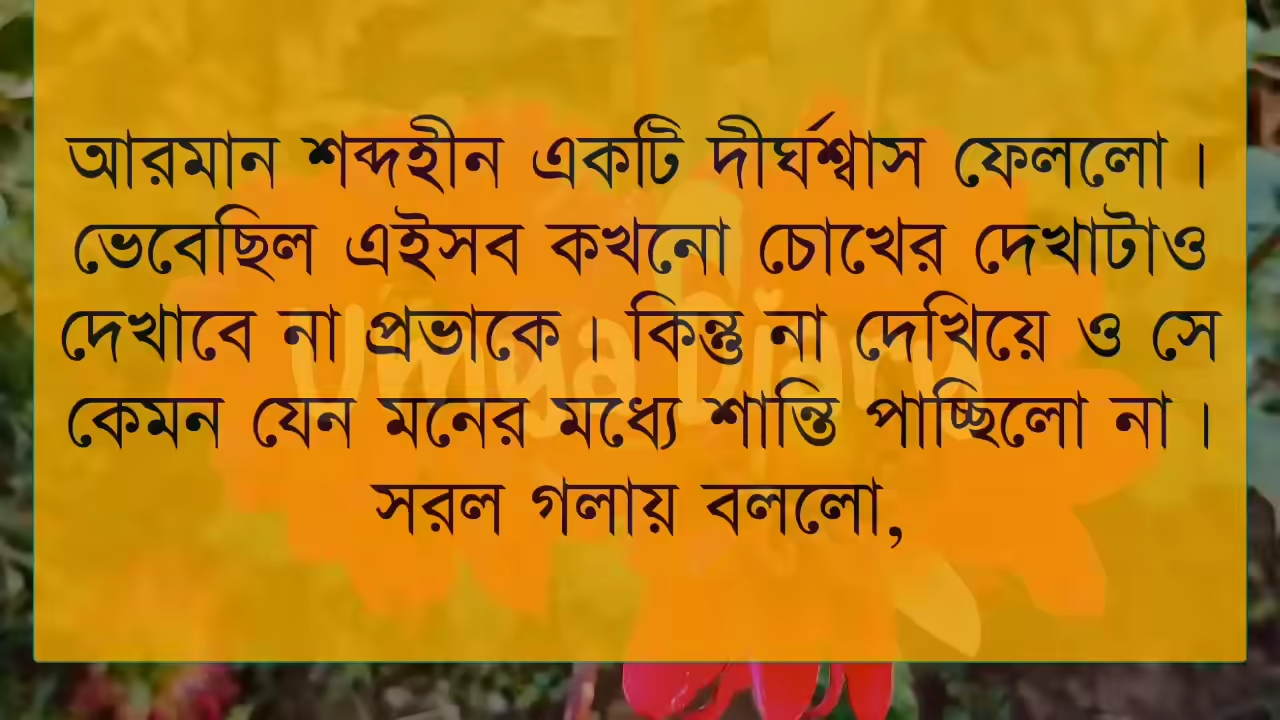 আরমান শব্দহীন একটি দীর্ঘশ্বাস ফেললো।
ভেবেছিল এইসব কখনো চোখের দেখাটাও
দেখাবে না প্রভাকে। কিন্তু না দেখিয়ে ও সে
কেমন যেন মনের মধ্যে শান্তি পাচ্ছিলো না।
সরল গলায় বললো,